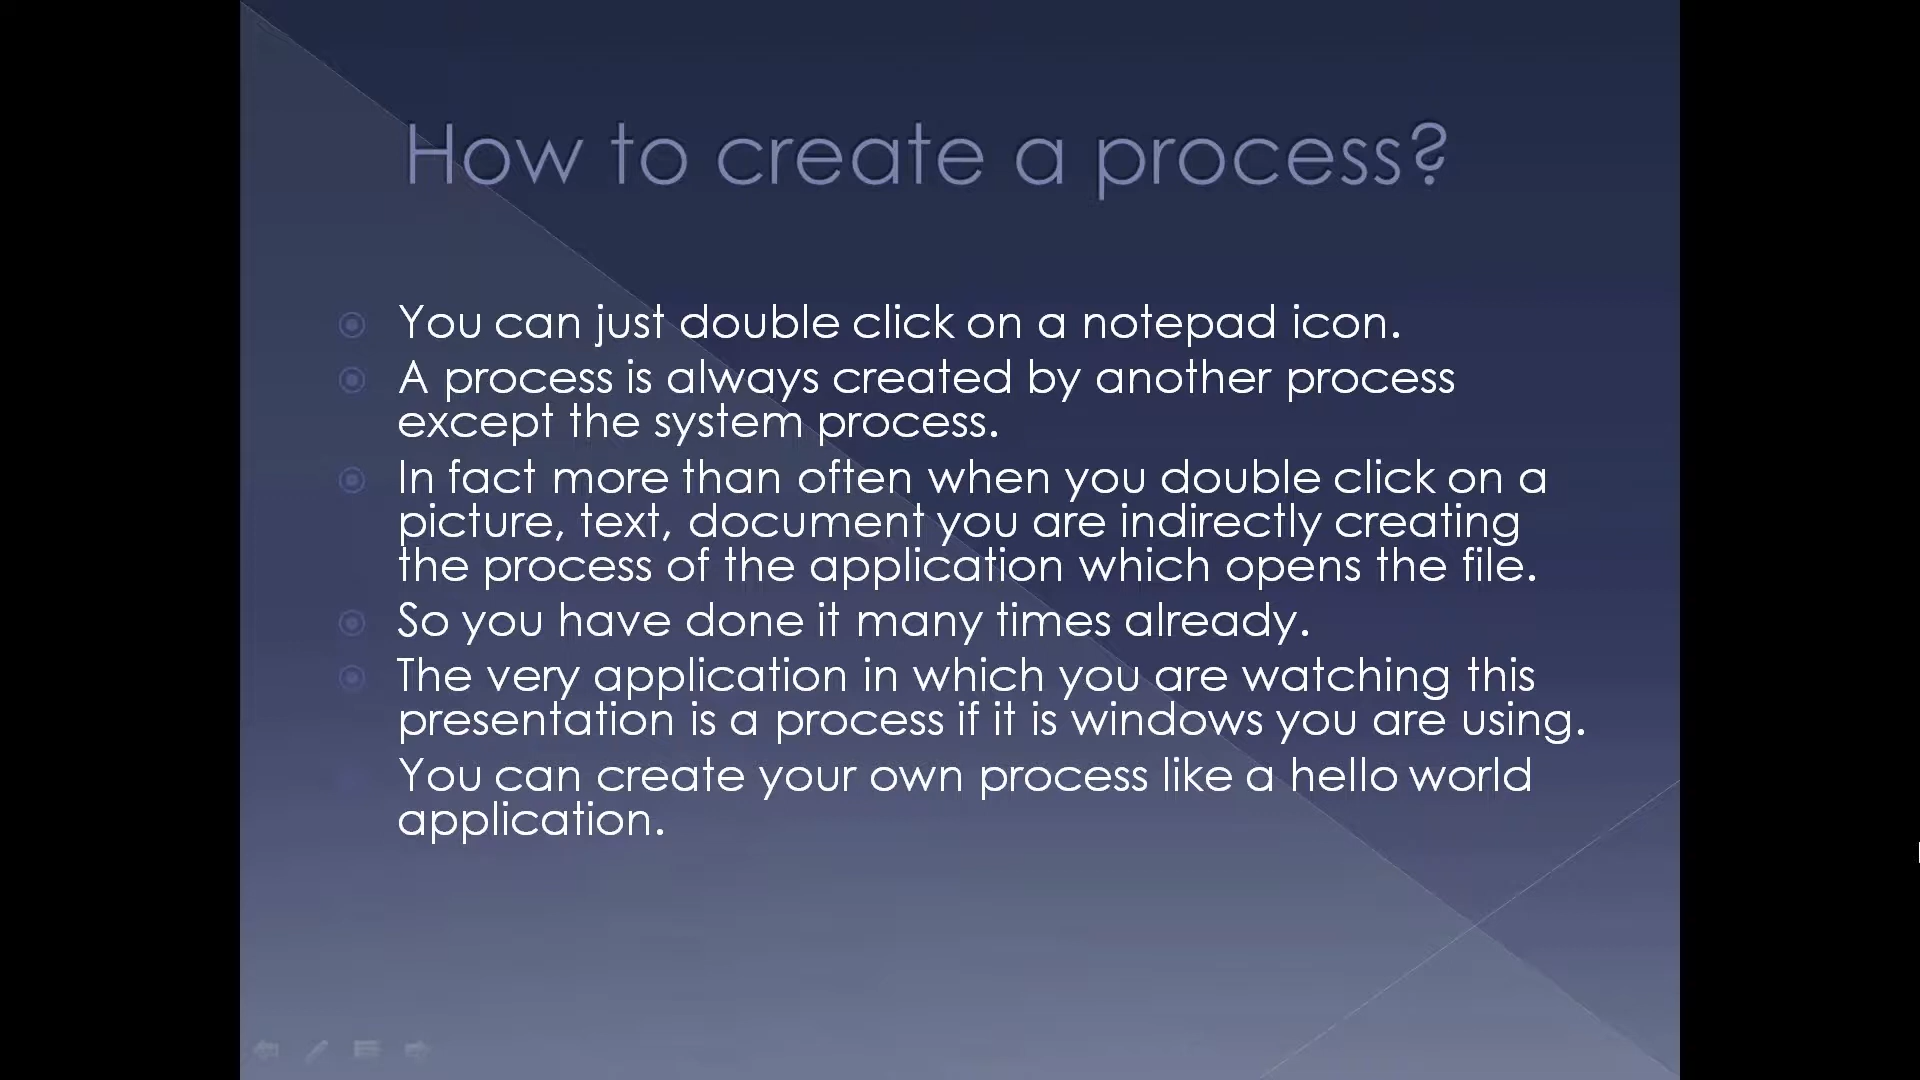 How to create a process?
You can just double click on a notepad icon.
A process is always created by another process
except the system process.
In fact more than often when you double click on a
picture, text, document you are indirectly creating
the process of the application which opens the file.
So you have done it many times already.
The very application in which you are watching this
presentation is a process if it is windows you are using.
You can create your own process like a hello world
application.